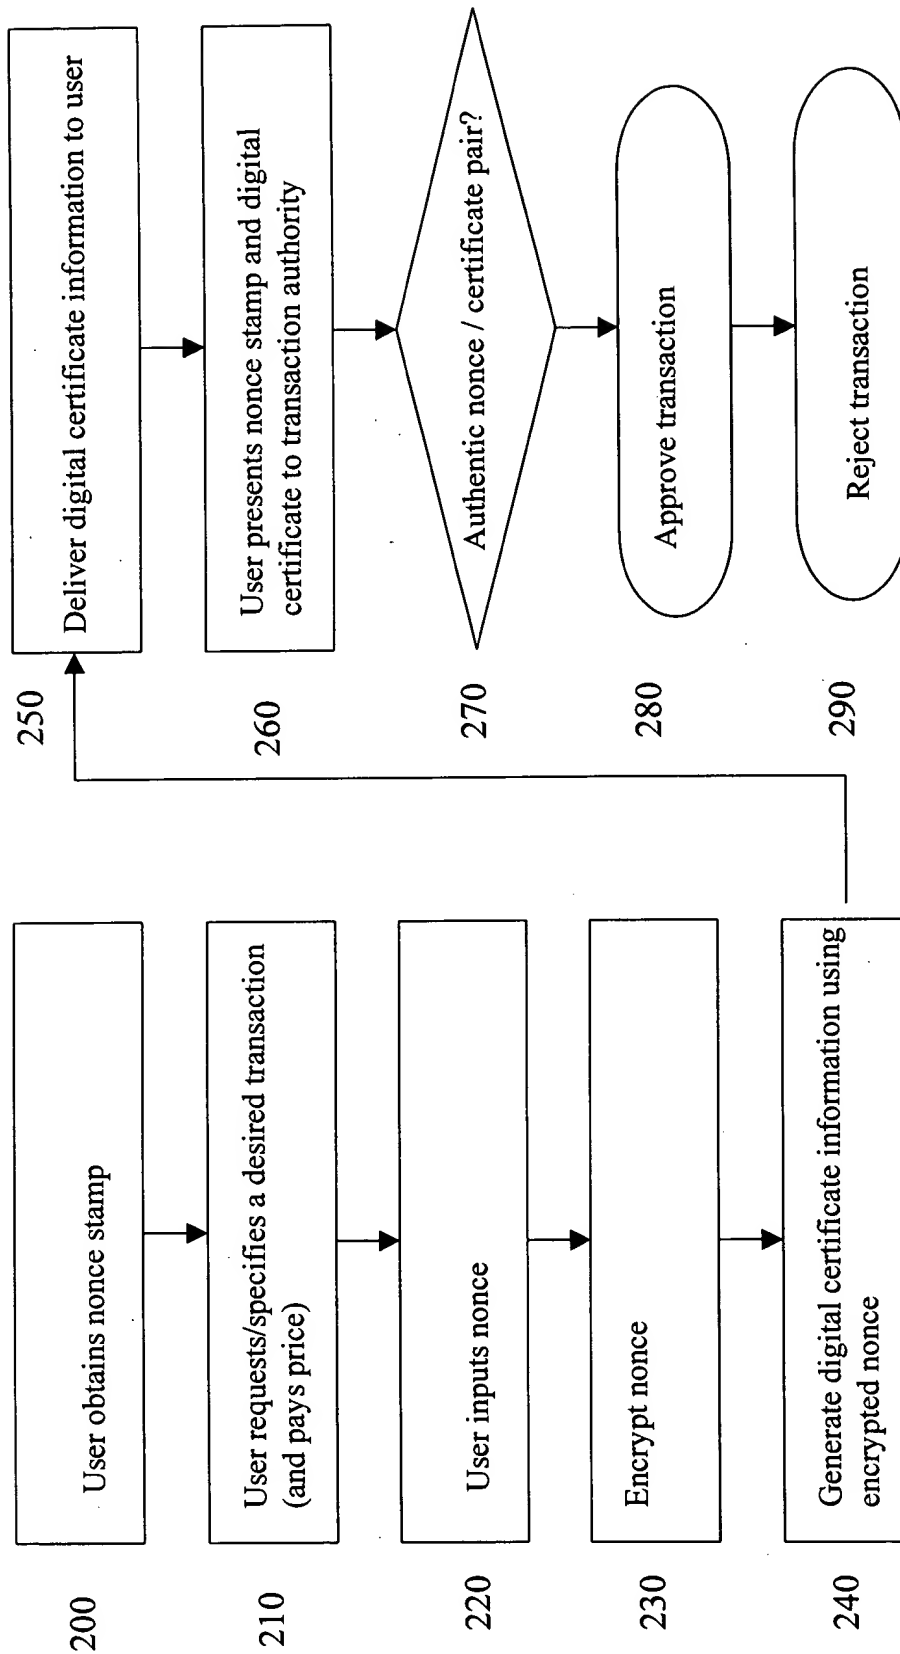 200
User obtains nonce stamp
210
User requests/specifies a desired transaction
(and pays price)
220
User inputs nonce
230
Encrypt nonce
240
Generate digital certificate information using
encrypted nonce
250
Deliver digital certificate information to user
260
User presents nonce stamp and digital
certificate to transaction authority
270
Authentic nonce / certificate pair?
280
Approve transaction
290
Reject transaction